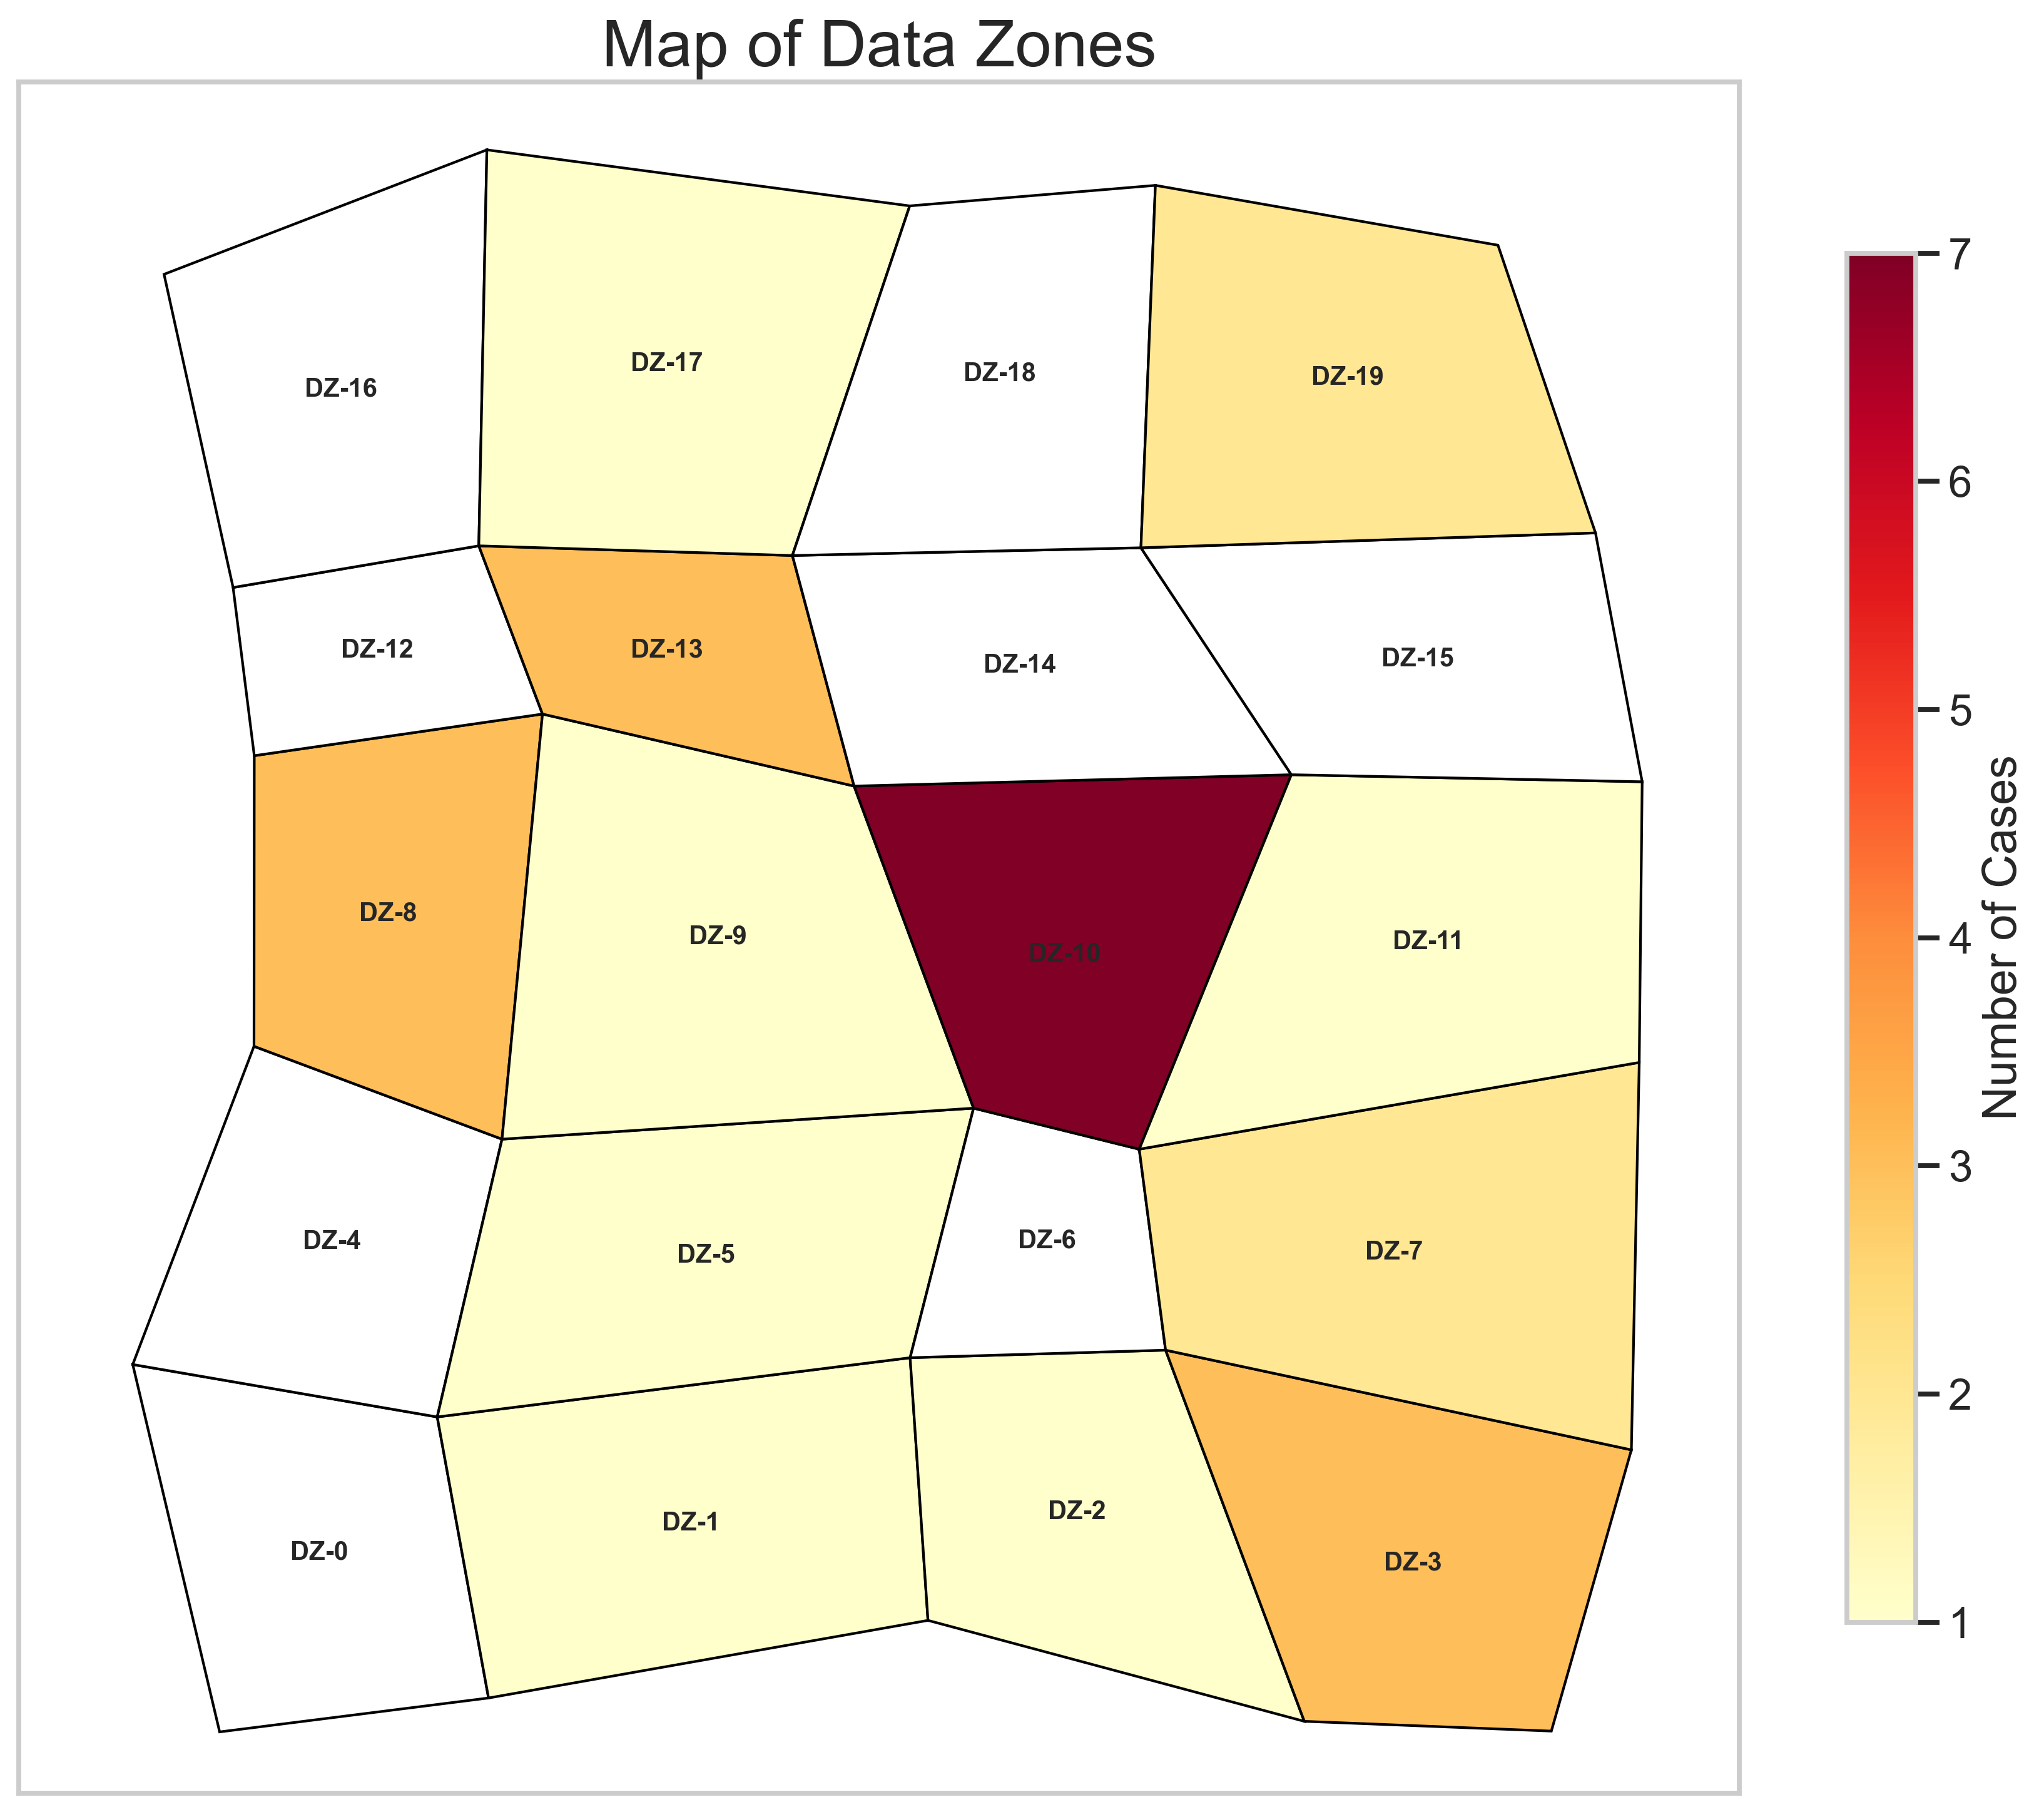 Map of Data Zones
DZ-16
DZ-17
DZ-18
DZ-19
DZ-12
DZ-13
DZ-14
DZ-15
DZ-8
DZ-9
DZ-10
DZ-11
DZ-4
DZ-5
DZ-6
DZ-7
DZ-0
DZ-1
DZ-2
DZ-3
7
6
5
4
3
2
1
Number of Cases